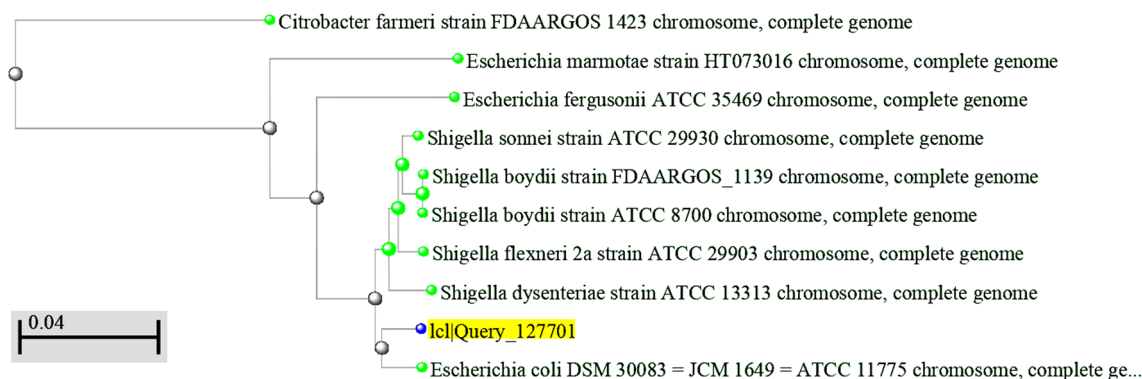 Citrobacter farmeri strain FDAARGOS 1423 chromosome, complete genome
Escherichia marmotae strain HT073016 chromosome, complete genome
Escherichia fergusonii ATCC 35469 chromosome, complete genome
Shigella sonnei strain ATCC 29930 chromosome, complete genome
Shigella boydii strain FDAARGOS_1139 chromosome, complete genome
Shigella boydii strain ATCC 8700 chromosome, complete genome
Shigella flexneri 2a strain ATCC 29903 chromosome, complete genome
Shigella dysenteriae strain ATCC 13313 chromosome, complete genome
0.04
lcl|Query_127701
Escherichia coli DSM 30083 = JCM 1649 = ATCC 11775 chromosome, complete ge...